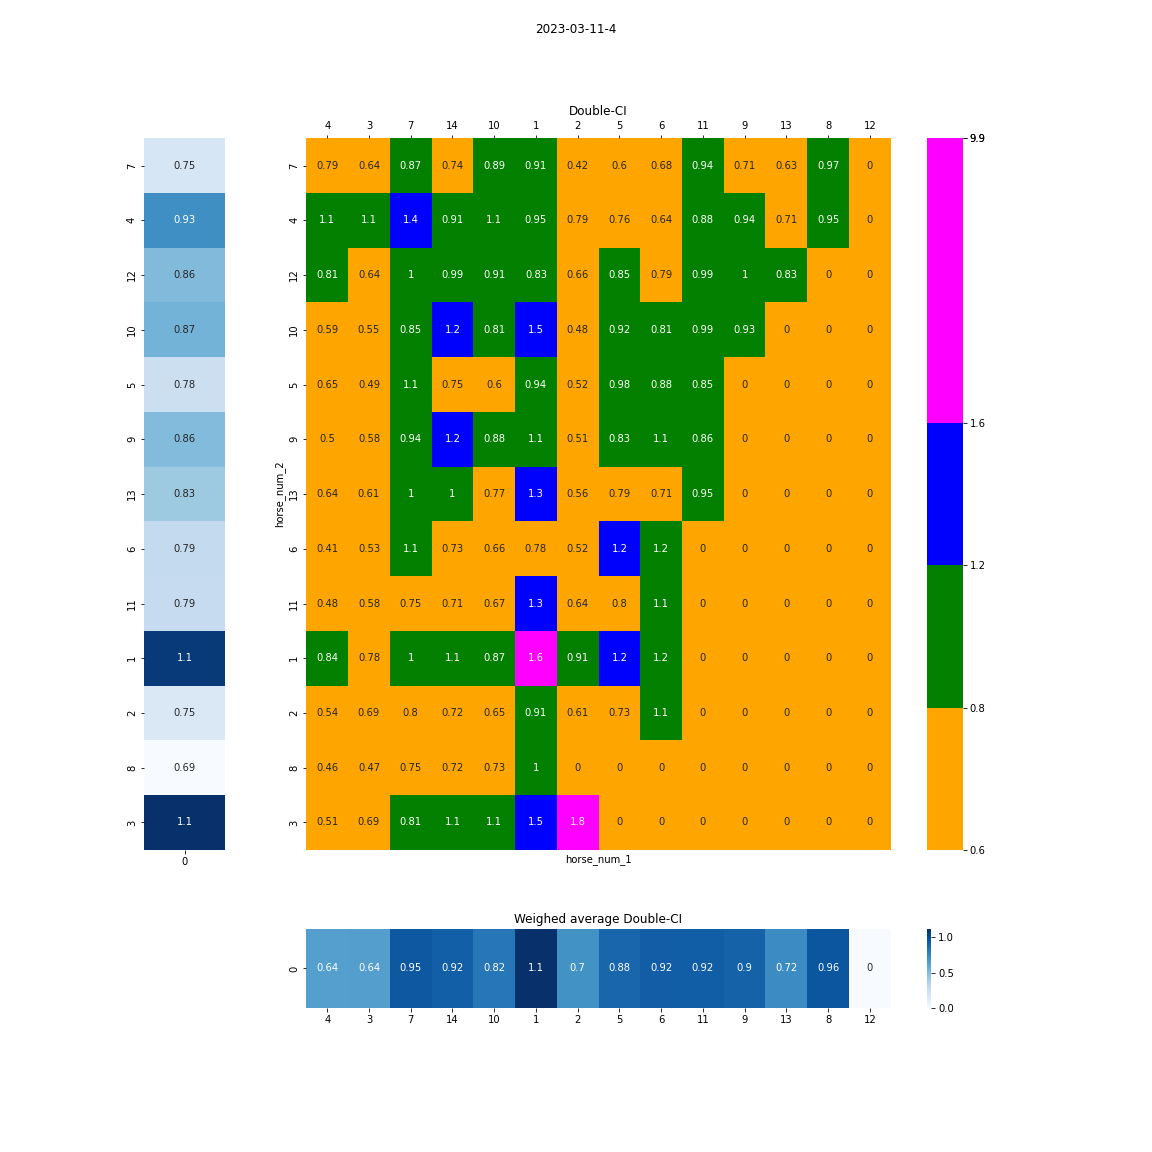 2023-03-11-4
Double-CI
4 3 7 14 10 1 2 5 6 11 9 13 8 12
7 0.75 7 0.79 0.64 0.87 0.74 0.89 0.91 0.42 0.6 0.68 0.94 0.71 0.63 0.97 0 9.9
4 0.93 4 1.1 1.1 1.4 0.91 1.1 0.95 0.79 0.76 0.64 0.88 0.94 0.71 0.95 0
12 0.86 12 0.81 0.64 1 0.99 0.91 0.83 0.66 0.85 0.79 0.99 1 0.83 0 0
10 0.87 10 0.59 0.55 0.85 1.2 0.81 1.5 0.48 0.92 0.81 0.99 0.93 0 0 0
5 0.78 5 0.65 0.49 1.1 0.75 0.6 0.94 0.52 0.98 0.88 0.85 0 0 0 0
9 0.86 9 0.5 0.58 0.94 1.2 0.88 1.1 0.51 0.83 1.1 0.86 0 0 0 0 1.6
horse_num_2
13 0.83 13 0.64 0.61 1 1 0.77 1.3 0.56 0.79 0.71 0.95 0 0 0 0
6 0.79 6 0.41 0.53 1.1 0.73 0.66 0.78 0.52 1.2 1.2 0 0 0 0 0 1.2
11 0.79 11 0.48 0.58 0.75 0.71 0.67 1.3 0.64 0.8 1.1 0 0 0 0 0
1 1.1 1 0.84 0.78 1 1.1 0.87 1.6 0.91 1.2 1.2 0 0 0 0 0
2 0.75 2 0.54 0.69 0.8 0.72 0.65 0.91 0.61 0.73 1.1 0 0 0 0 0 0.8
8 0.69 8 0.46 0.47 0.75 0.72 0.73 1 0 0 0 0 0 0 0 0
3 1.1 3 0.51 0.69 0.81 1.1 1.1 1.5 1.8 0 0 0 0 0 0 0
0.6
0 horse_num_1
Weighed average Double-CI
0 0.64 0.64 0.95 0.92 0.82 1.1 0.7 0.88 0.92 0.92 0.9 0.72 0.96 0
1.0
0.5
0.0
4 3 7 14 10 1 2 5 6 11 9 13 8 12